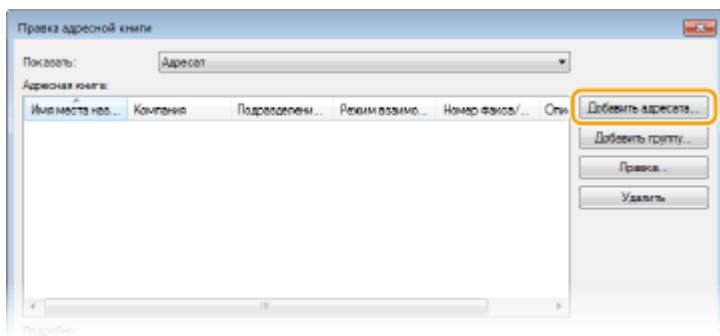 Правка адресной книги
Показать: Адресат
Адресная книга:
Имя места наз... Компания Подразделени... Режим взаимо... Номер факса/... Опи
Добавить адресата...
Добавить группу...
Правка...
Удалить
Подробно: